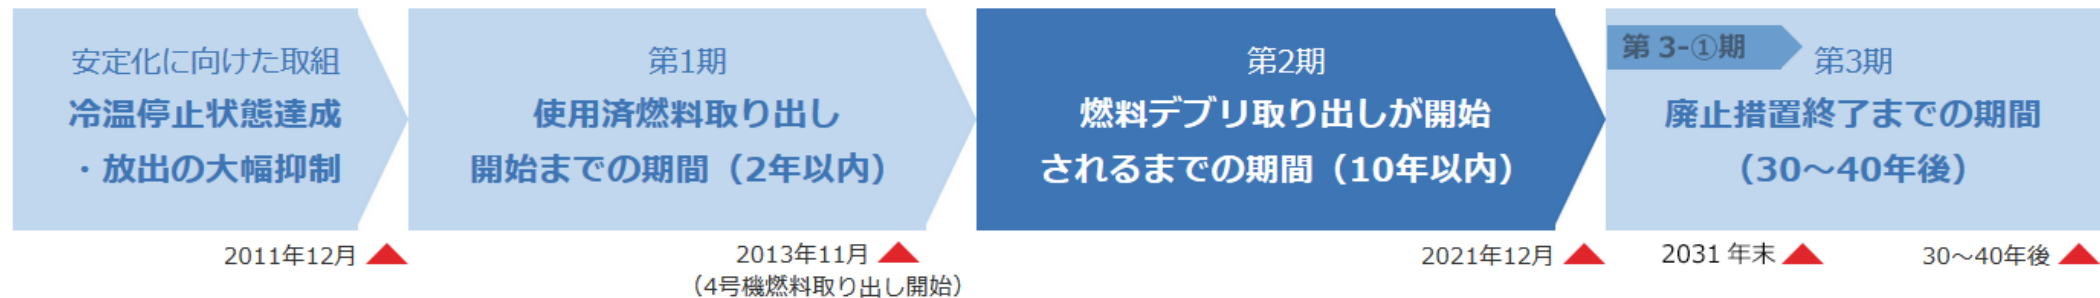 安定化に向けた取組
冷温停止状態達成
・放出の大幅抑制
2011年12月
第1期
使用済燃料取り出し
開始までの期間（2年以内）
2013年11月
（4号機燃料取り出し開始）
第2期
燃料デブリ取り出しが開始
されるまでの期間（10年以内）
2021年12月
第 3-①期
第3期
廃止措置終了までの期間
（30～40年後）
2031 年末
30～40年後